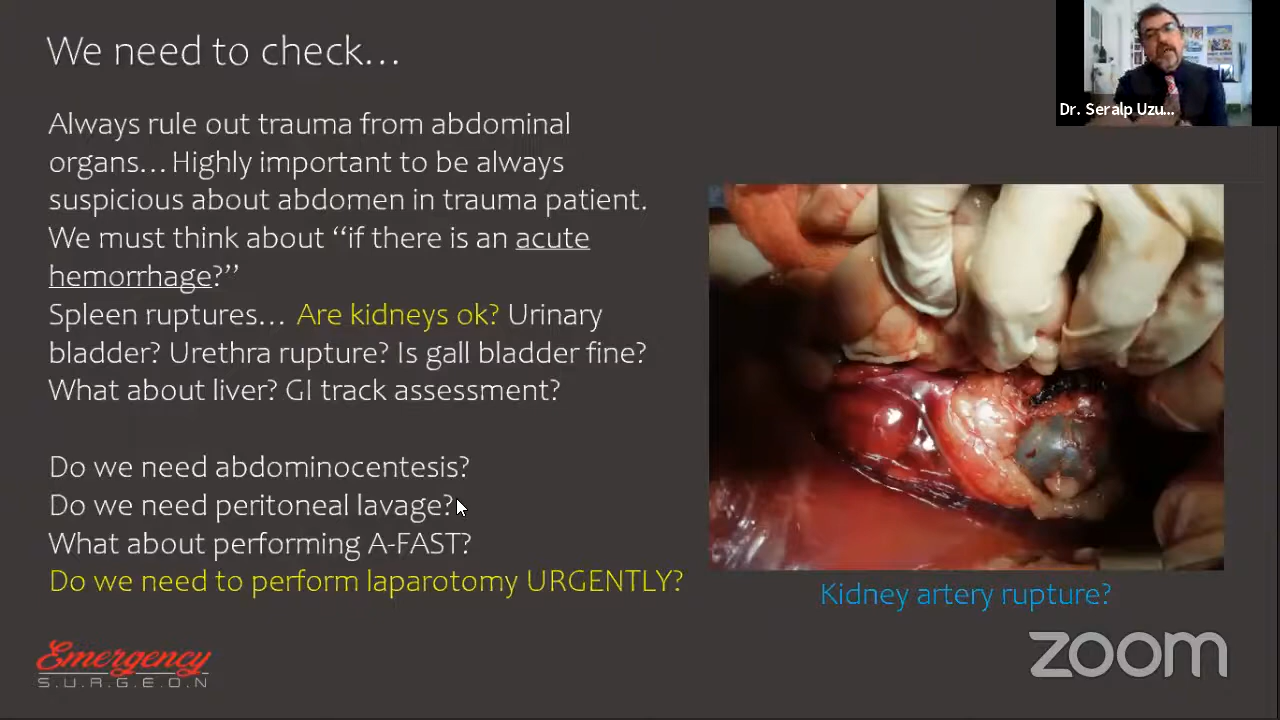 We need to check...
Dr. Seralp Uzu...
Always rule out trauma from abdominal
organs... Highly important to be always
suspicious about abdomen in trauma patient.
We must think about “if there is an acute
hemorrhage?”
Spleen ruptures... Are kidneys ok? Urinary
bladder? Urethra rupture? Is gall bladder fine?
What about liver? GI track assessment?
Do we need abdominocentesis?
Do we need peritoneal lavage?
What about performing A-FAST?
Do we need to perform laparotomy URGENTLY?
Kidney artery rupture?
Emergency
S.U.R.G.E.O.N
zoom